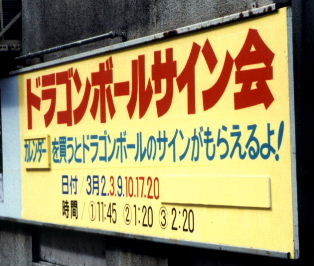 ドラゴンボールサイン会
カレンダーを買うとドラゴンボールのサインがもらえるよ!
日付/3月2.3.9.10.17.20
時間/①11:45 ②1:20 ③2:20